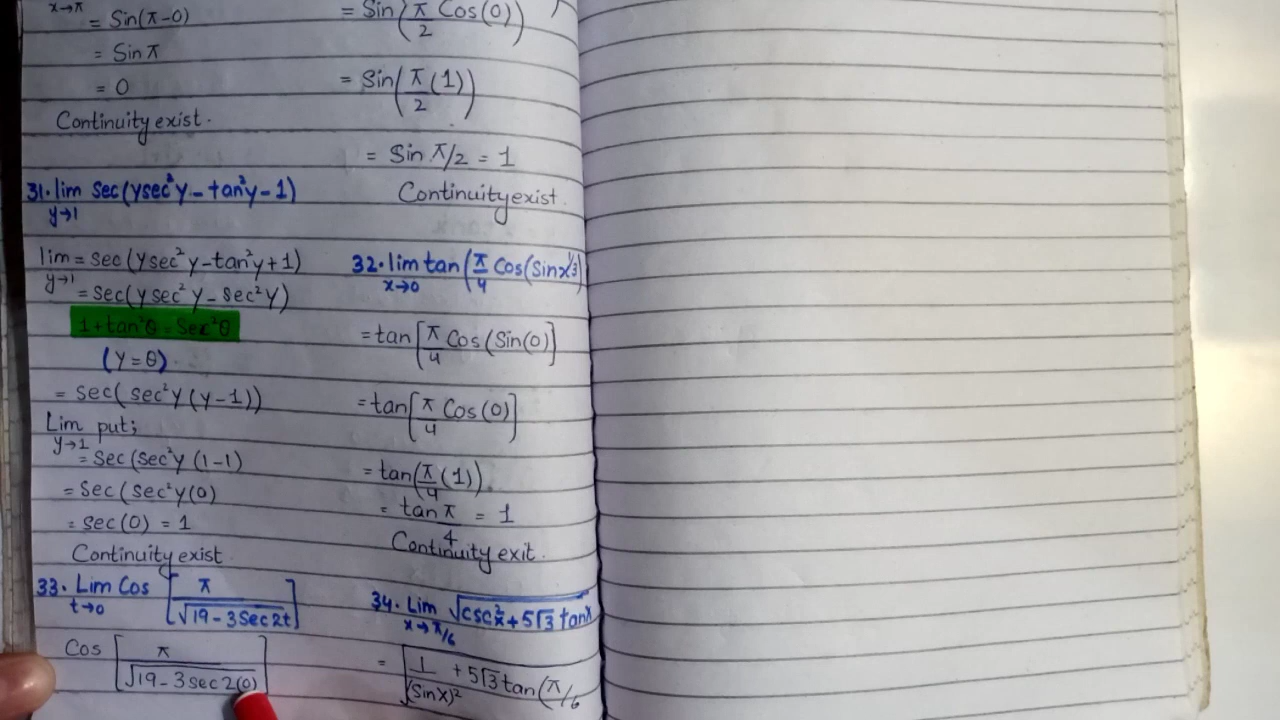 x→π
= Sin(π-0)
= Sin π
= 0
Continuity exist.
= Sin(π/2 Cos(0))
= Sin(π/2 (1))
= Sin π/2 = 1
Continuity exist.
31. lim sec(ysec²y - tan²y - 1)
y→1
lim = sec(ysec²y - tan²y + 1)
y→1
= sec(ysec²y - sec²y)
1+tan²θ = Sec²θ
(y = θ)
= sec(sec²y(y-1))
Lim put;
y→1
= Sec(sec²y(1-1)
= Sec(sec²y(0)
= sec(0) = 1
Continuity exist
32. lim tan(π/4 Cos(sinx^1/3)
x→0
= tan[π/4 Cos(Sin(0)]
= tan[π/4 Cos(0)]
= tan(π/4 (1)).
= tan π/4 = 1
Continuity exit.
33. Lim Cos [π/√19-3Sec2t]
t→0
Cos [π/√19-3sec2(0)]
34. Lim √csc²x+5√3 tanx
x→π/6
= √1/(Sinx)² + 5√3 tan(π/6